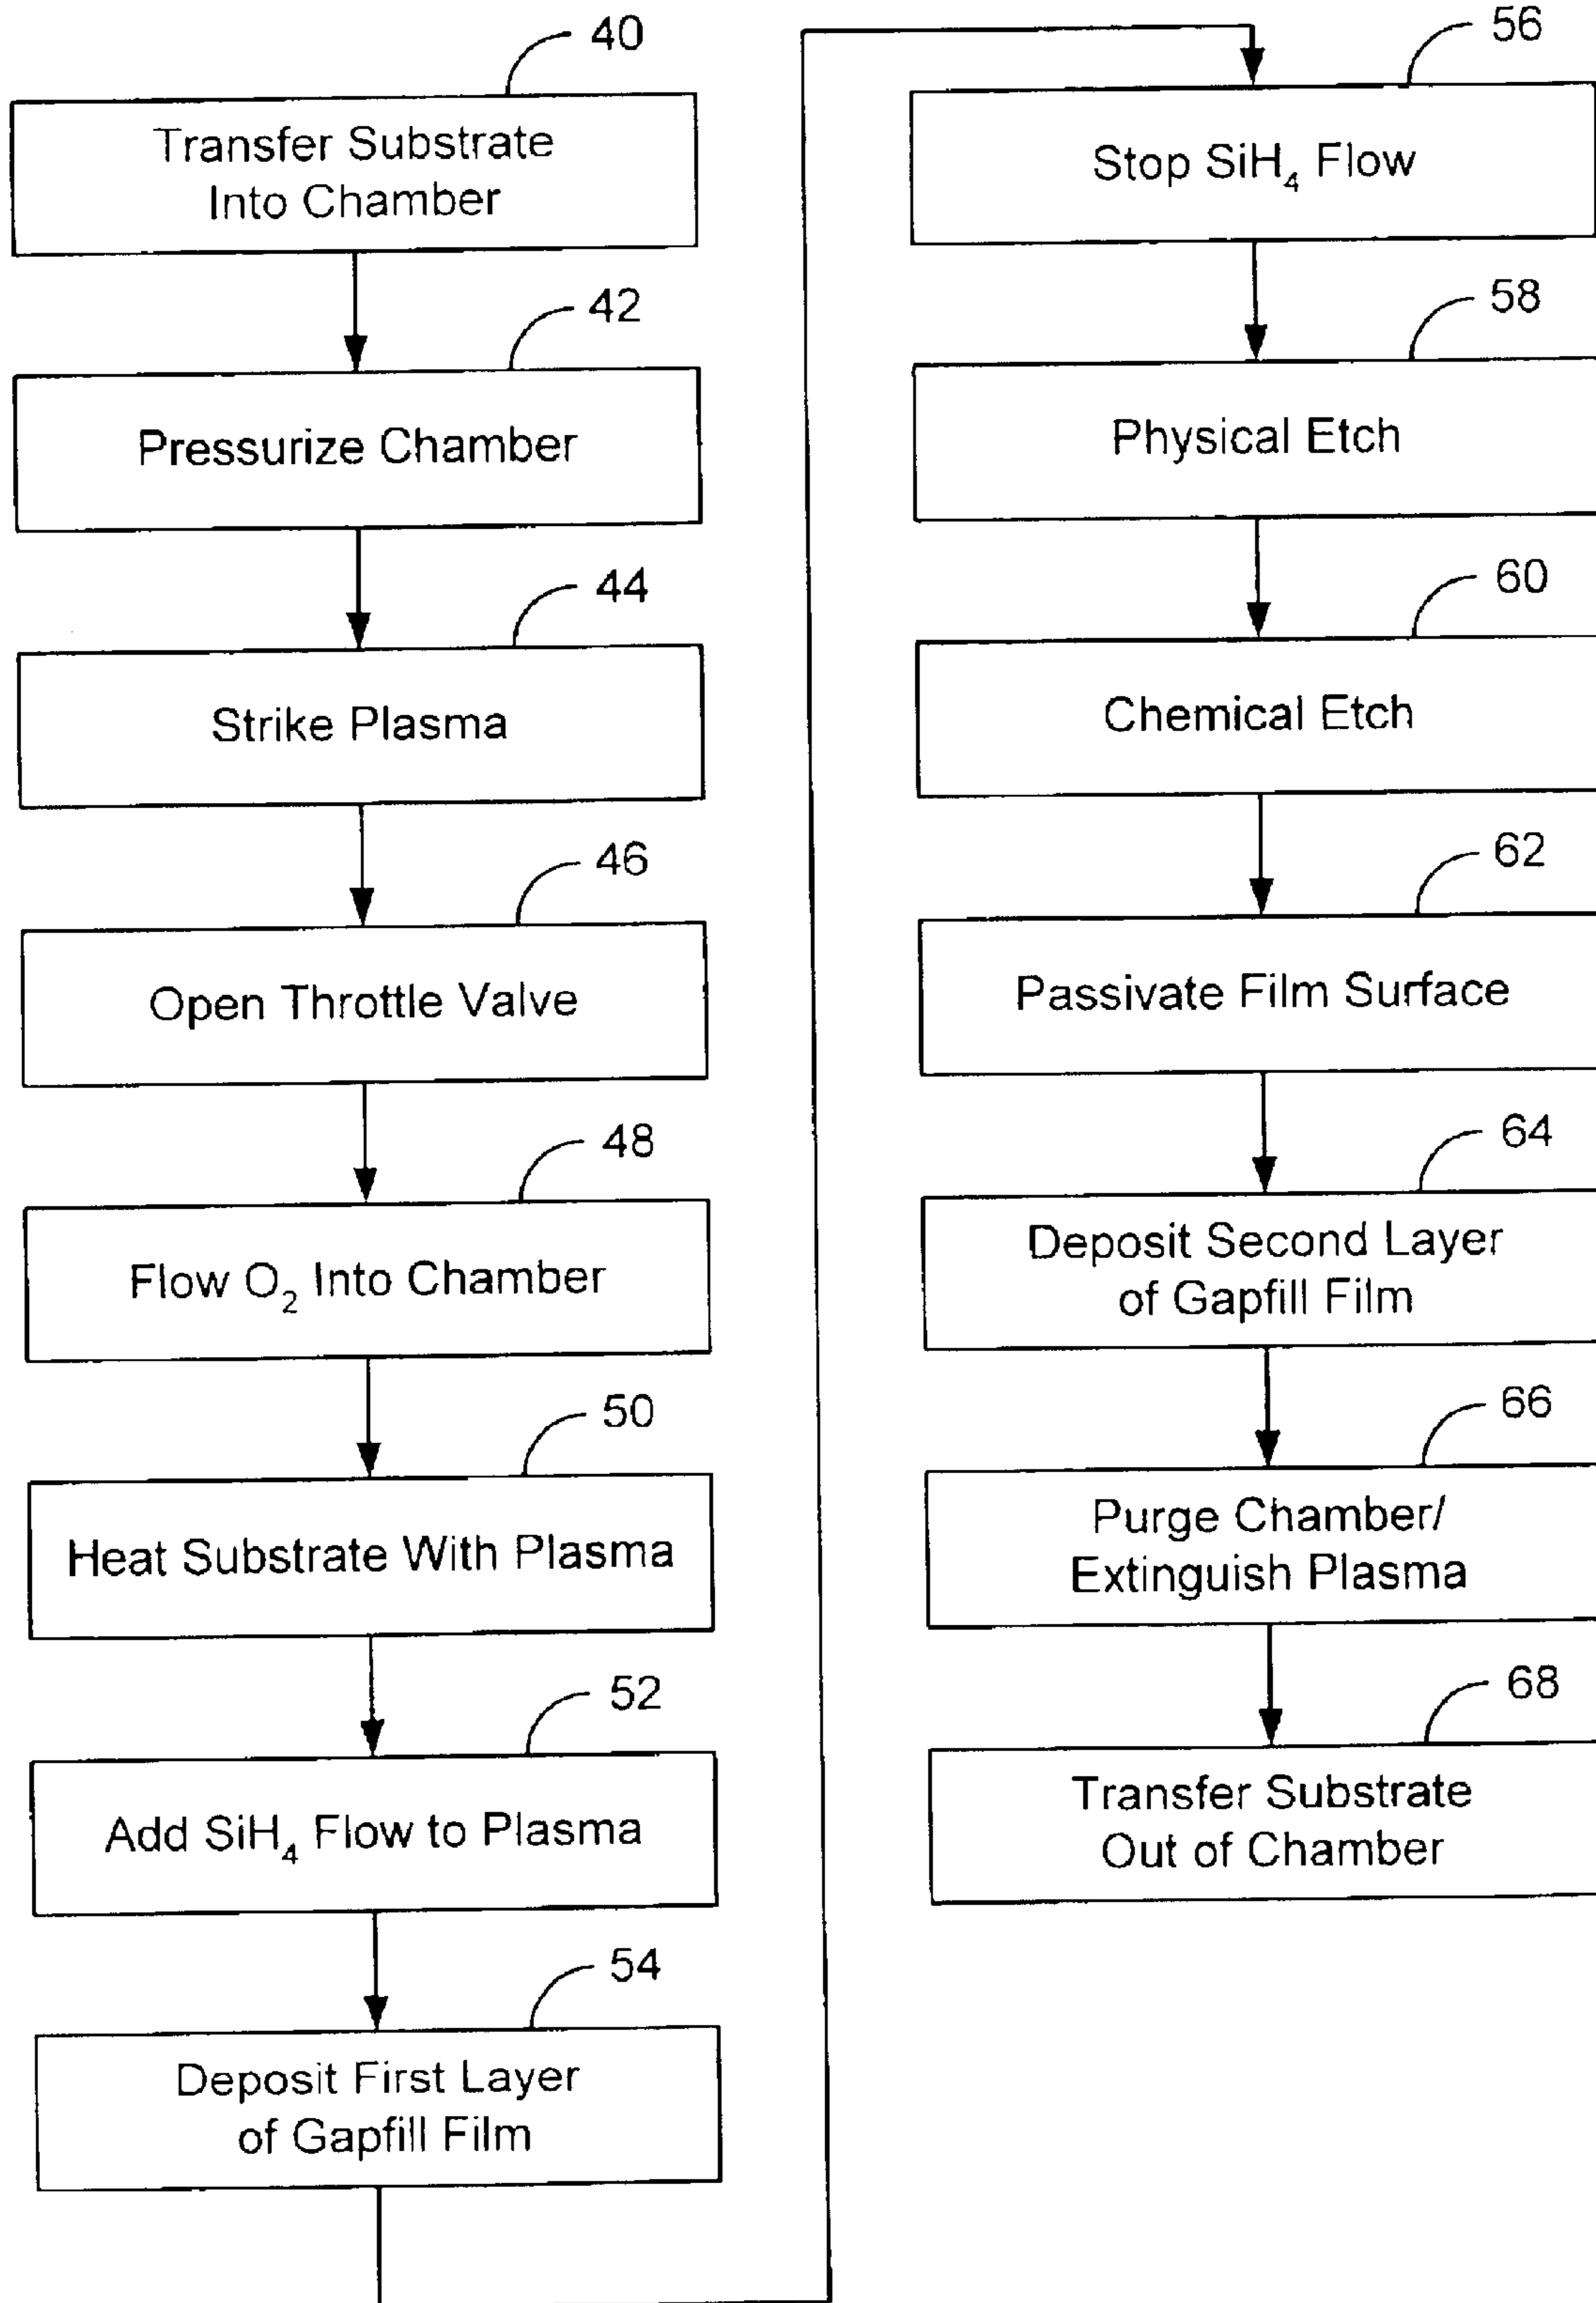 40
Transfer Substrate
Into Chamber
42
Pressurize Chamber
44
Strike Plasma
46
Open Throttle Valve
48
Flow O₂ Into Chamber
50
Heat Substrate With Plasma
52
Add SiH₄ Flow to Plasma
54
Deposit First Layer
of Gapfill Film
56
Stop SiH₄ Flow
58
Physical Etch
60
Chemical Etch
62
Passivate Film Surface
64
Deposit Second Layer
of Gapfill Film
66
Purge Chamber/
Extinguish Plasma
68
Transfer Substrate
Out of Chamber